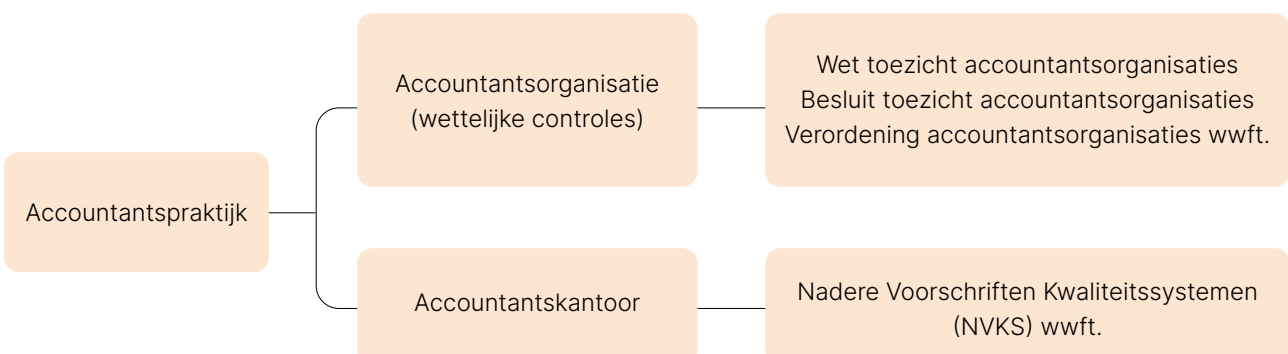 Accountantspraktijk
Accountantsorganisatie
(wettelijke controles)
Wet toezicht accountantsorganisaties
Besluit toezicht accountantsorganisaties
Verordening accountantsorganisaties wwft.
Accountantskantoor
Nadere Voorschriften Kwaliteitssystemen
(NVKS) wwft.